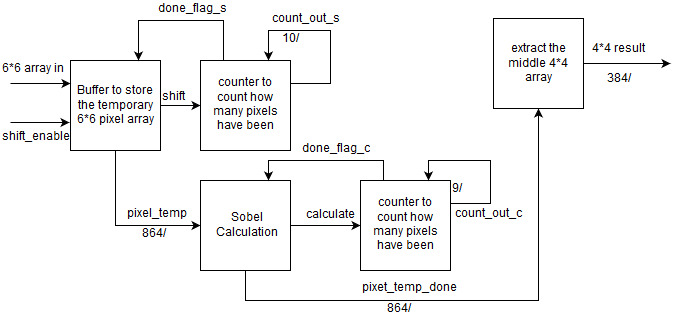 done_flag_s
count_out_s
10/
6*6 array in
Buffer to store
the temporary
6*6 pixel array
shift
counter to
count how
many pixels
have been
extract the
middle 4*4
array
4*4 result
384/
shift_enable
done_flag_c
pixel_temp
864/
Sobel
Calculation
calculate
counter to
count how
many pixels
have been
9/
count_out_c
pixet_temp_done
864/